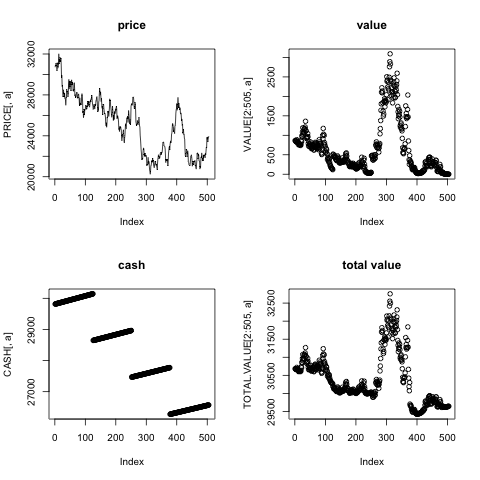 price
PRICE[, a]
20000 24000 28000 32000
0 100 200 300 400 500
Index
value
VALUE[2:505, a]
0 500 1500 2500
0 100 200 300 400 500
Index
cash
CASH[, a]
27000 29000
0 100 200 300 400 500
Index
total value
TOTAL.VALUE[2:505, a]
29500 30500 31500 32500
0 100 200 300 400 500
Index